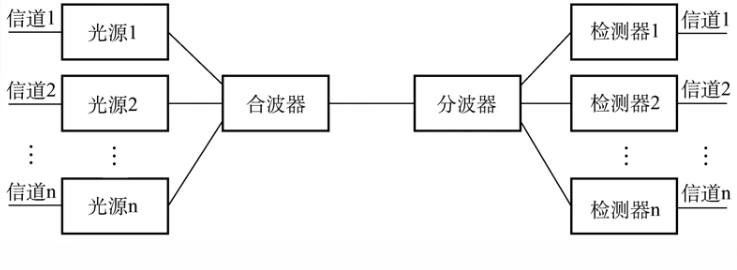 信道1
光源1
检测器1
信道1
信道2
光源2
合波器
分波器
检测器2
信道2
⋮
⋮
⋮
⋮
信道n
光源n
检测器n
信道n